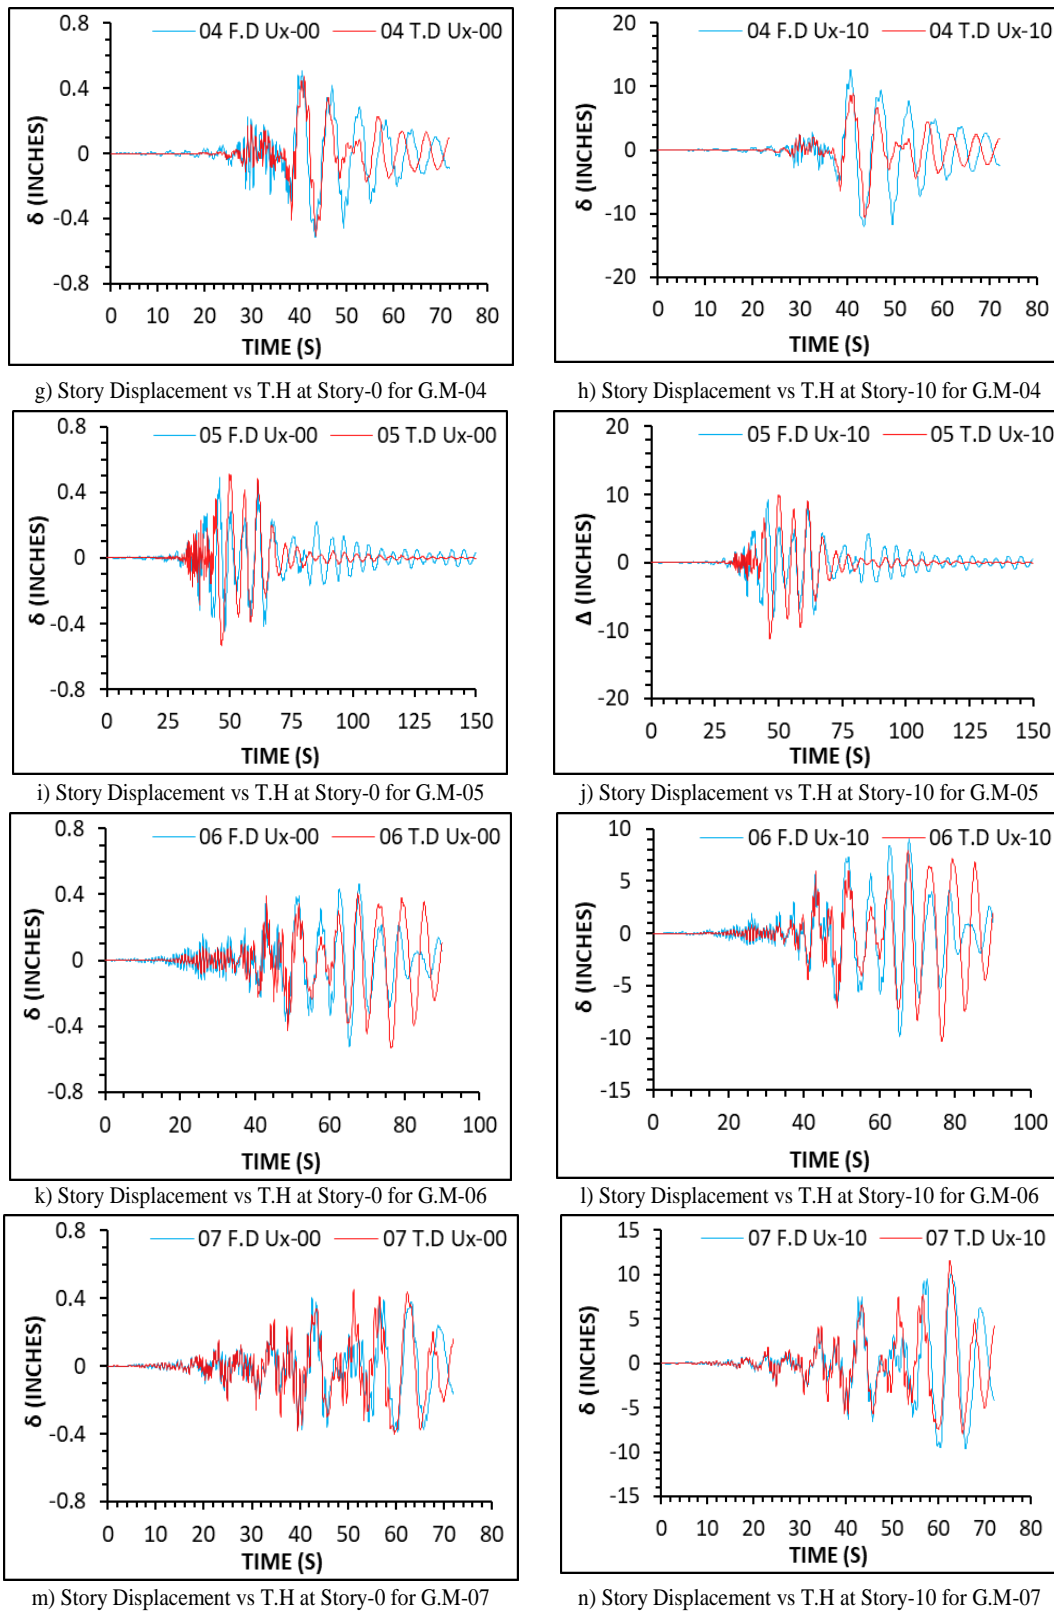 04 F.D Ux-00 04 T.D Ux-00
0.8
0.4
0
-0.4
-0.8
δ (INCHES)
0 10 20 30 40 50 60 70 80
TIME (S)
g) Story Displacement vs T.H at Story-0 for G.M-04
04 F.D Ux-10 04 T.D Ux-10
20
10
0
-10
-20
δ (INCHES)
0 10 20 30 40 50 60 70 80
TIME (S)
h) Story Displacement vs T.H at Story-10 for G.M-04
05 F.D Ux-00 05 T.D Ux-00
0.8
0.4
0
-0.4
-0.8
δ (INCHES)
0 25 50 75 100 125 150
TIME (S)
i) Story Displacement vs T.H at Story-0 for G.M-05
05 F.D Ux-10 05 T.D Ux-10
20
10
0
-10
-20
Δ (INCHES)
0 25 50 75 100 125 150
TIME (S)
j) Story Displacement vs T.H at Story-10 for G.M-05
06 F.D Ux-00 06 T.D Ux-00
0.8
0.4
0
-0.4
-0.8
δ (INCHES)
0 20 40 60 80 100
TIME (S)
k) Story Displacement vs T.H at Story-0 for G.M-06
06 F.D Ux-10 06 T.D Ux-10
10
5
0
-5
-10
-15
δ (INCHES)
0 20 40 60 80 100
TIME (S)
l) Story Displacement vs T.H at Story-10 for G.M-06
07 F.D Ux-00 07 T.D Ux-00
0.8
0.4
0
-0.4
-0.8
δ (INCHES)
0 10 20 30 40 50 60 70 80
TIME (S)
m) Story Displacement vs T.H at Story-0 for G.M-07
07 F.D Ux-10 07 T.D Ux-10
15
10
5
0
-5
-10
-15
δ (INCHES)
0 10 20 30 40 50 60 70 80
TIME (S)
n) Story Displacement vs T.H at Story-10 for G.M-07